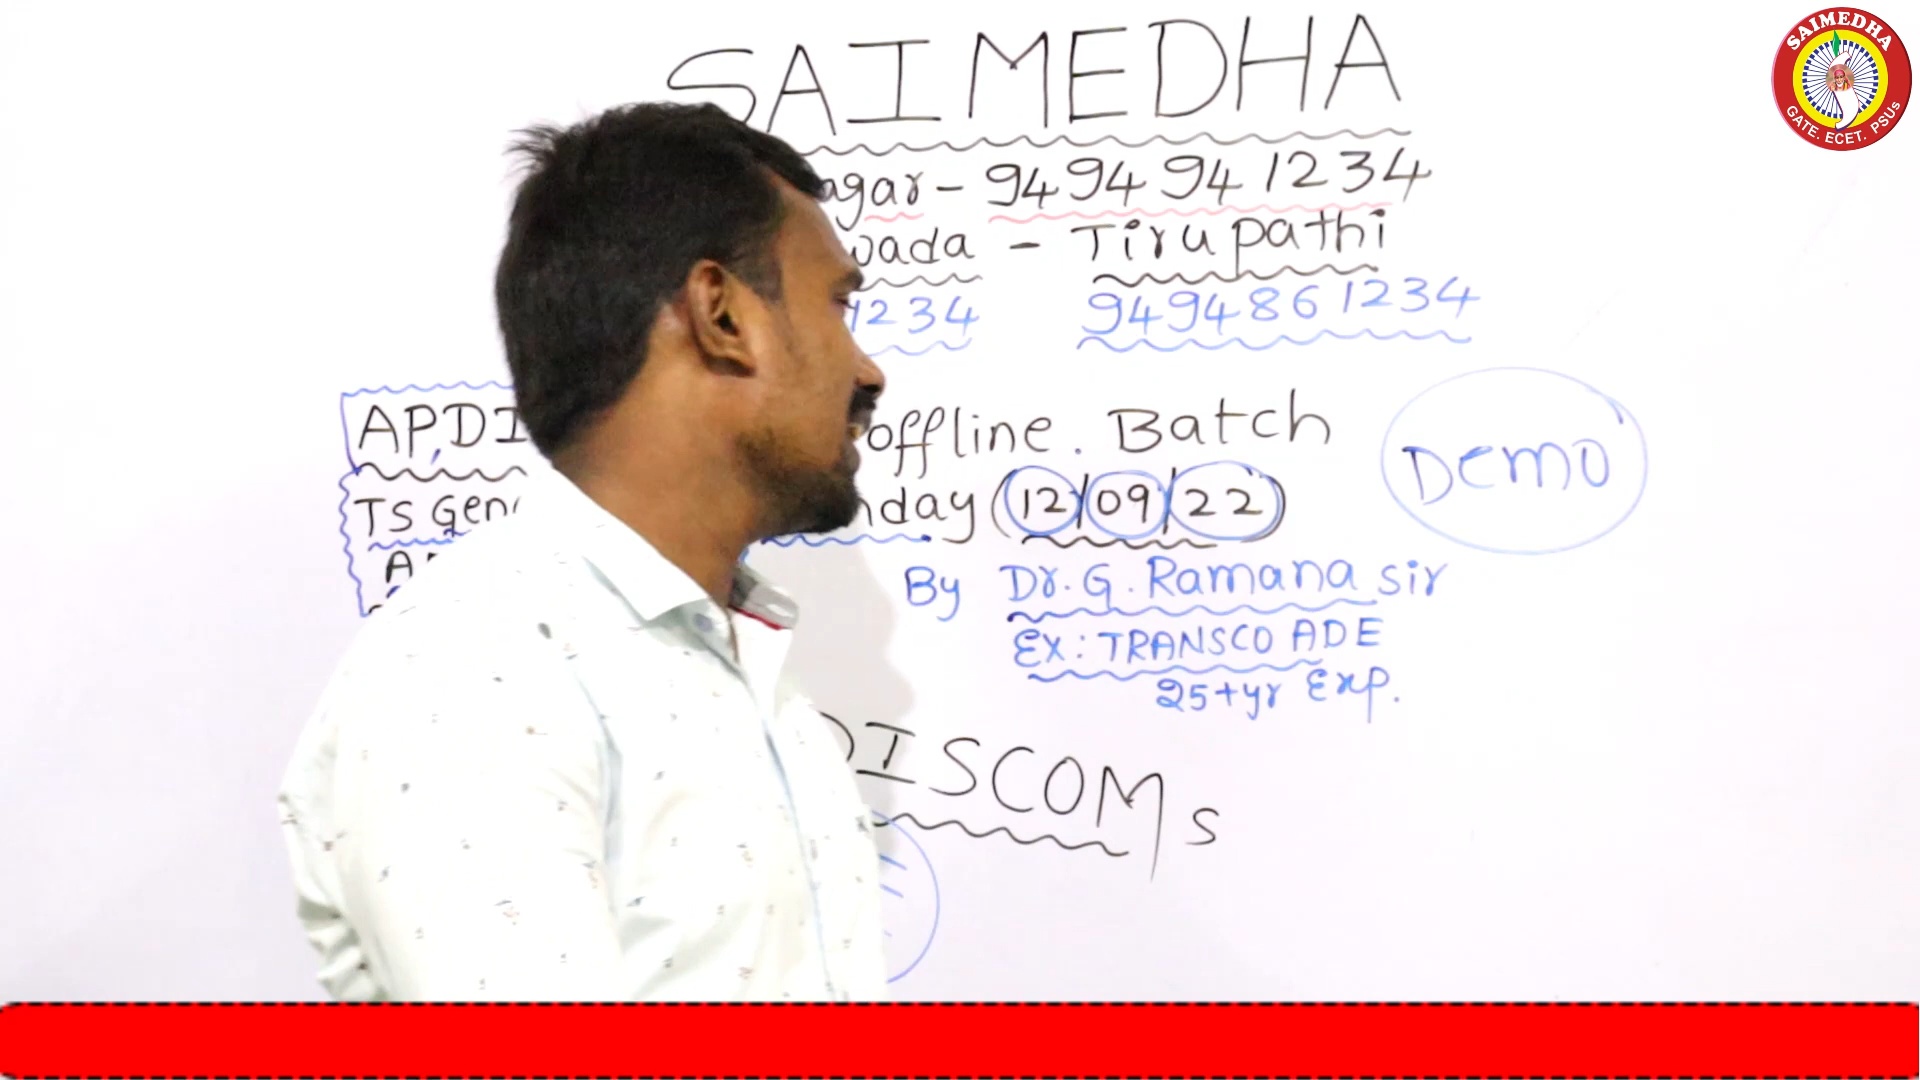 SAIMEDHA
SAIMEDHA
GATE. ECET. PSUs
agar - 9494941234
wada - Tirupathi
1234 9494861234
APDI offline. Batch
Demo
TS Gen nday (12/09/22)
By Dr. G. Ramana sir
Ex: TRANSCO ADE
25+yr Exp.
DISCOMs